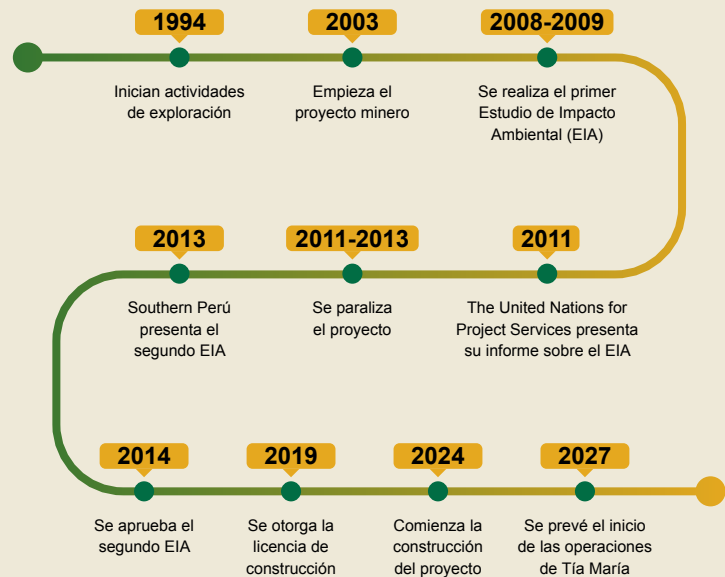 1994
Inician actividades
de exploración
2003
Empieza el
proyecto minero
2008-2009
Se realiza el primer
Estudio de Impacto
Ambiental (EIA)
2011
The United Nations for
Project Services presenta
su informe sobre el EIA
2011-2013
Se paraliza
el proyecto
2013
Southern Perú
presenta el
segundo EIA
2014
Se aprueba el
segundo EIA
2019
Se otorga la
licencia de
construcción
2024
Comienza la
construcción
del proyecto
2027
Se prevé el inicio
de las operaciones
de Tía María